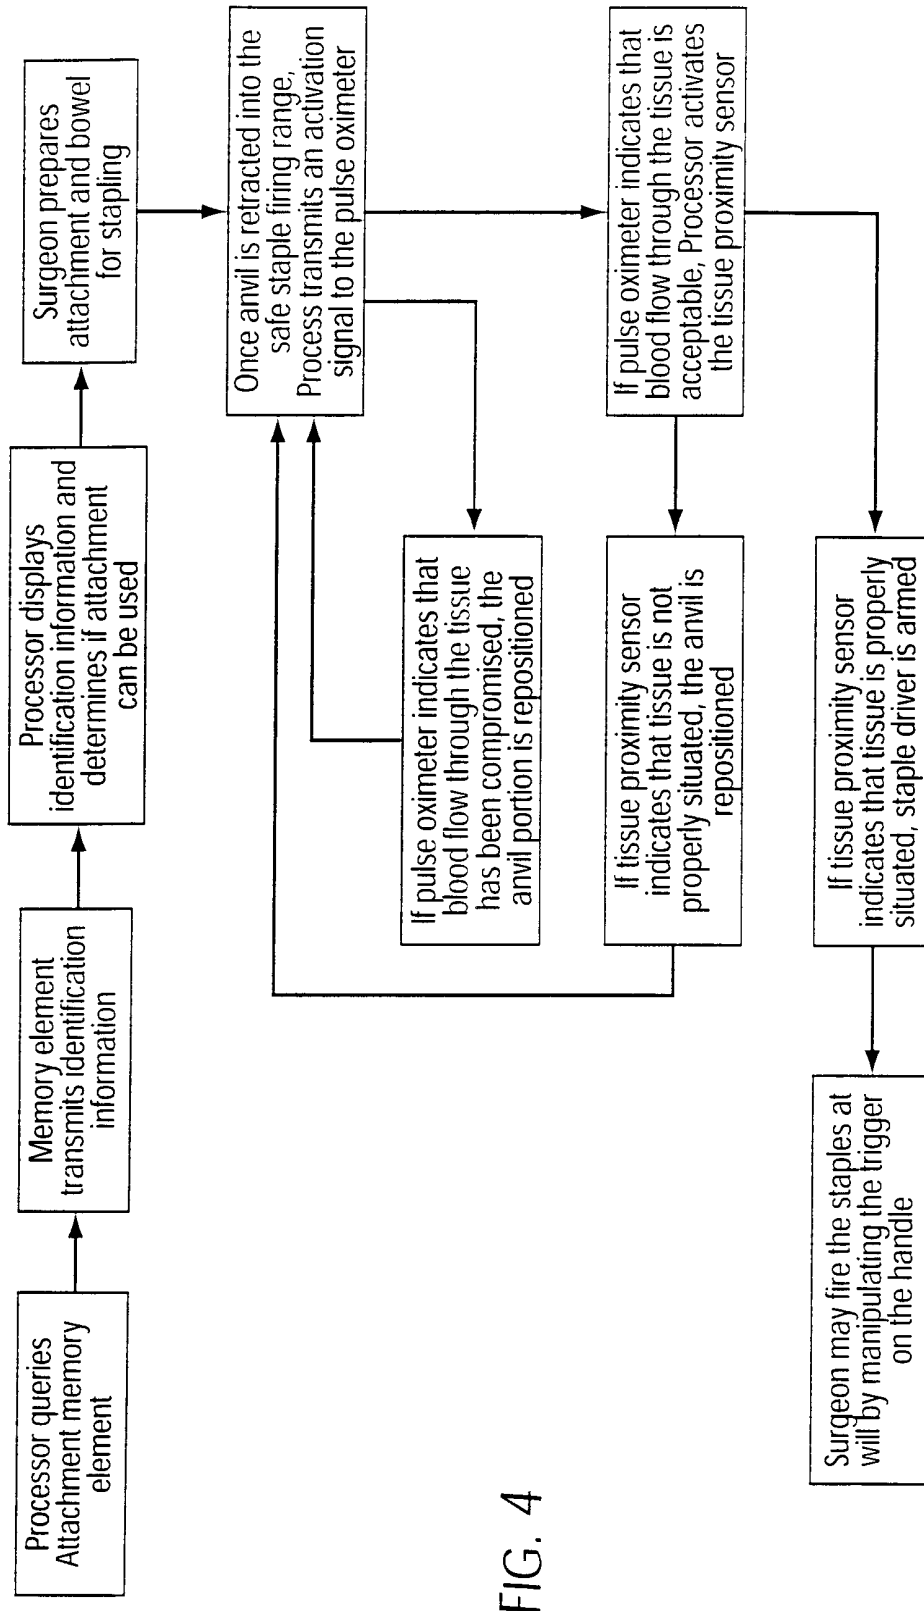 Processor queries
Attachment memory
element
Memory element
transmits identification
information
Processor displays
identification information and
determines if attachment
can be used
Surgeon prepares
attachment and bowel
for stapling
Once anvil is retracted into the
safe staple firing range,
Process transmits an activation
signal to the pulse oximeter
If pulse oximeter indicates that
blood flow through the tissue
has been compromised, the
anvil portion is repositioned
If pulse oximeter indicates that
blood flow through the tissue is
acceptable, Processor activates
the tissue proximity sensor
If tissue proximity sensor
indicates that tissue is not
properly situated, the anvil is
repositioned
If tissue proximity sensor
indicates that tissue is properly
situated, staple driver is armed
Surgeon may fire the staples at
will by manipulating the trigger
on the handle
FIG. 4